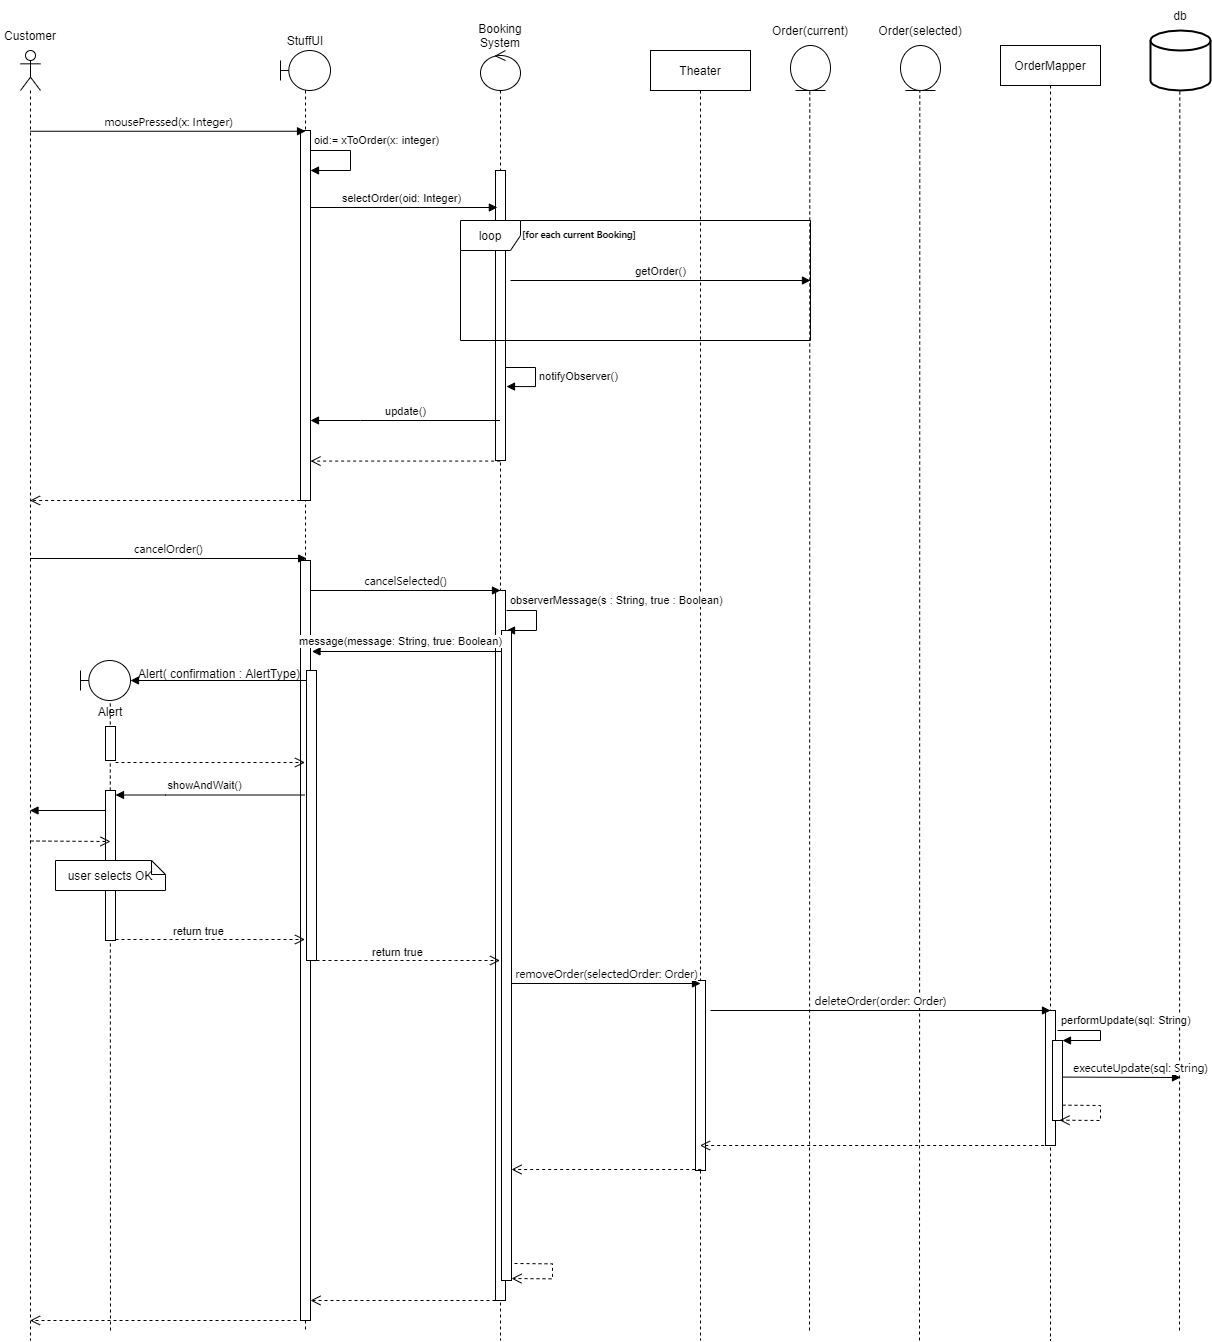 db
Customer
StuffUI
Booking
System
Theater
Order(current)
Order(selected)
OrderMapper
mousePressed(x: Integer)
oid:= xToOrder(x: integer)
selectOrder(oid: Integer)
loop
[for each current Booking]
getOrder()
notifyObserver()
update()
cancelOrder()
cancelSelected()
observerMessage(s : String, true : Boolean)
message(message: String, true: Boolean)
Alert( confirmation : AlertType)
Alert
showAndWait()
user selects OK
return true
return true
removeOrder(selectedOrder: Order)
deleteOrder(order: Order)
performUpdate(sql: String)
executeUpdate(sql: String)